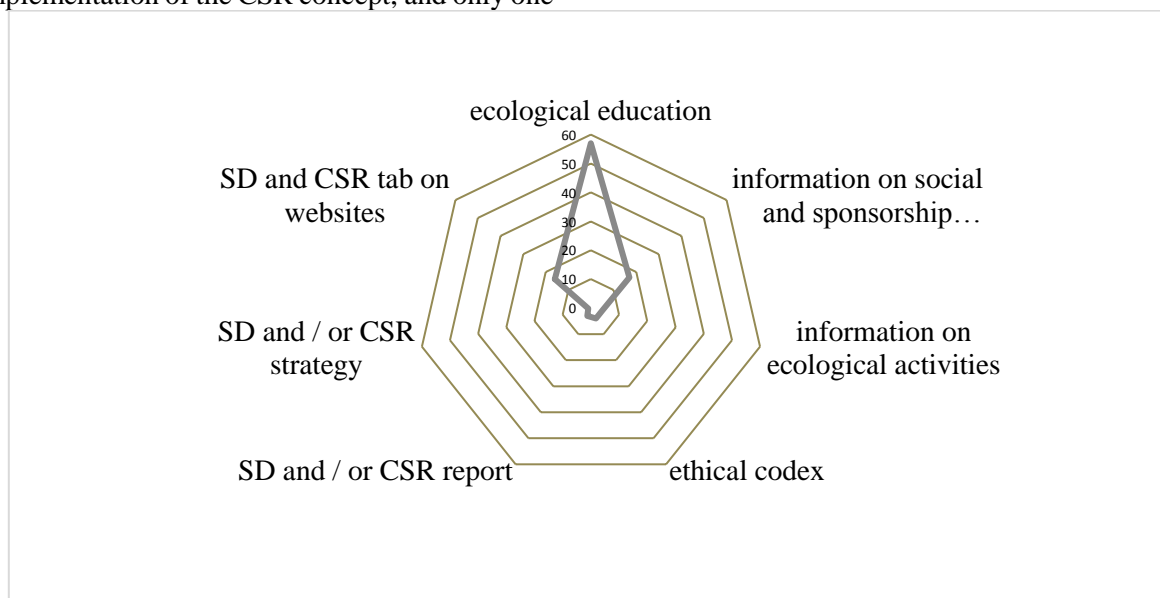 plementation of the CSR concept, and only one
ecological education
60
50
40
30
20
10
0
SD and CSR tab on
websites
information on social
and sponsorship…
SD and / or CSR
strategy
information on
ecological activities
SD and / or CSR report
ethical codex